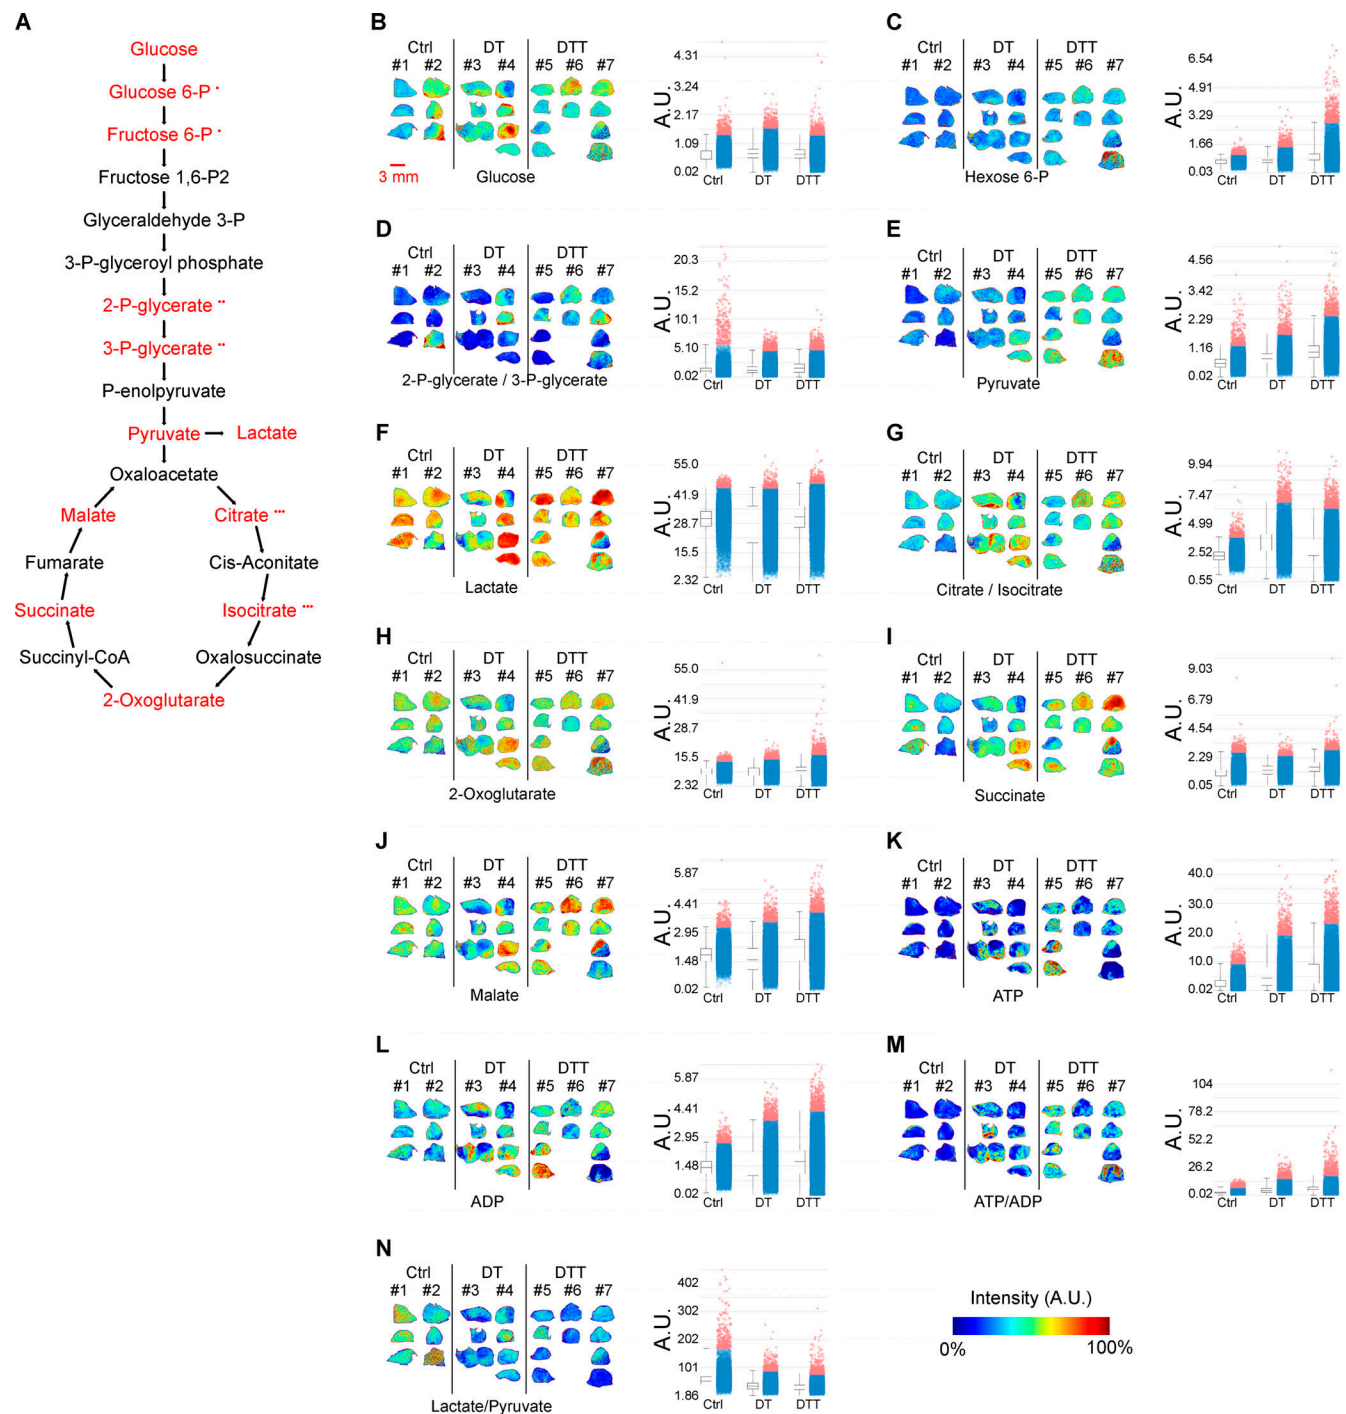 A
Glucose
Glucose 6-P *
Fructose 6-P *
Fructose 1,6-P2
Glyceraldehyde 3-P
3-P-glyceroyl phosphate
2-P-glycerate **
3-P-glycerate **
P-enolpyruvate
Pyruvate Lactate
Oxaloacetate
Malate Citrate ***
Fumarate Cis-Aconitate
Succinate Isocitrate ***
Succinyl-CoA Oxalosuccinate
2-Oxoglutarate
B
Ctrl DT DTT
#1 #2 #3 #4 #5 #6 #7
3 mm
Glucose
A.U.
4.31
3.24
2.17
1.09
0.02
Ctrl DT DTT
C
Ctrl DT DTT
#1 #2 #3 #4 #5 #6 #7
Hexose 6-P
A.U.
6.54
4.91
3.29
1.66
0.03
Ctrl DT DTT
D
Ctrl DT DTT
#1 #2 #3 #4 #5 #6 #7
2-P-glycerate / 3-P-glycerate
A.U.
20.3
15.2
10.1
5.10
0.02
Ctrl DT DTT
E
Ctrl DT DTT
#1 #2 #3 #4 #5 #6 #7
Pyruvate
A.U.
4.56
3.42
2.29
1.16
0.02
Ctrl DT DTT
F
Ctrl DT DTT
#1 #2 #3 #4 #5 #6 #7
Lactate
A.U.
55.0
41.9
28.7
15.5
2.32
Ctrl DT DTT
G
Ctrl DT DTT
#1 #2 #3 #4 #5 #6 #7
Citrate / Isocitrate
A.U.
9.94
7.47
4.99
2.52
0.55
Ctrl DT DTT
H
Ctrl DT DTT
#1 #2 #3 #4 #5 #6 #7
2-Oxoglutarate
A.U.
55.0
41.9
28.7
15.5
2.32
Ctrl DT DTT
I
Ctrl DT DTT
#1 #2 #3 #4 #5 #6 #7
Succinate
A.U.
9.03
6.79
4.54
2.29
0.05
Ctrl DT DTT
J
Ctrl DT DTT
#1 #2 #3 #4 #5 #6 #7
Malate
A.U.
5.87
4.41
2.95
1.48
0.02
Ctrl DT DTT
K
Ctrl DT DTT
#1 #2 #3 #4 #5 #6 #7
ATP
A.U.
40.0
30.0
20.0
10.0
0.02
Ctrl DT DTT
L
Ctrl DT DTT
#1 #2 #3 #4 #5 #6 #7
ADP
A.U.
5.87
4.41
2.95
1.48
0.02
Ctrl DT DTT
M
Ctrl DT DTT
#1 #2 #3 #4 #5 #6 #7
ATP/ADP
A.U.
104
78.2
52.2
26.2
0.02
Ctrl DT DTT
N
Ctrl DT DTT
#1 #2 #3 #4 #5 #6 #7
Lactate/Pyruvate
A.U.
402
302
202
101
1.86
Ctrl DT DTT
Intensity (A.U.)
0% 100%